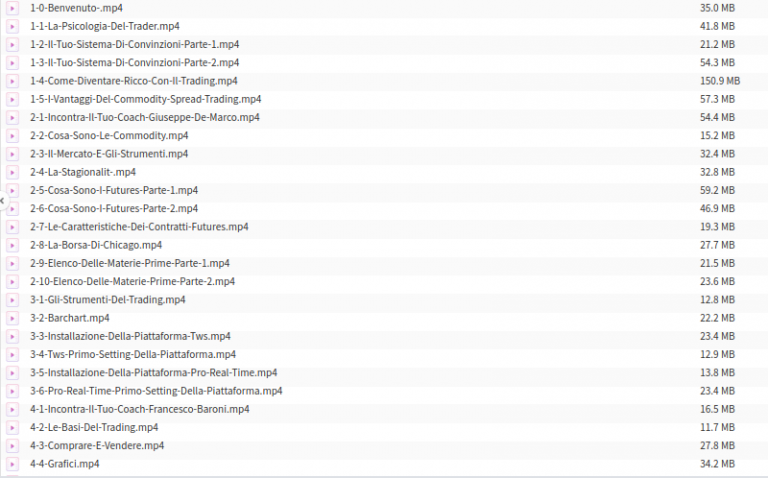 1-0-Benvenuto-.mp4 35.0 MB
1-1-La-Psicologia-Del-Trader.mp4 41.8 MB
1-2-Il-Tuo-Sistema-Di-Convinzioni-Parte-1.mp4 21.2 MB
1-3-Il-Tuo-Sistema-Di-Convinzioni-Parte-2.mp4 54.3 MB
1-4-Come-Diventare-Ricco-Con-Il-Trading.mp4 150.9 MB
1-5-I-Vantaggi-Del-Commodity-Spread-Trading.mp4 57.3 MB
2-1-Incontra-Il-Tuo-Coach-Giuseppe-De-Marco.mp4 54.4 MB
2-2-Cosa-Sono-Le-Commodity.mp4 15.2 MB
2-3-Il-Mercato-E-Gli-Strumenti.mp4 32.4 MB
2-4-La-Stagionalit-.mp4 32.8 MB
2-5-Cosa-Sono-I-Futures-Parte-1.mp4 59.2 MB
2-6-Cosa-Sono-I-Futures-Parte-2.mp4 46.9 MB
2-7-Le-Caratteristiche-Dei-Contratti-Futures.mp4 19.3 MB
2-8-La-Borsa-Di-Chicago.mp4 27.7 MB
2-9-Elenco-Delle-Materie-Prime-Parte-1.mp4 21.5 MB
2-10-Elenco-Delle-Materie-Prime-Parte-2.mp4 23.6 MB
3-1-Gli-Strumenti-Del-Trading.mp4 12.8 MB
3-2-Barchart.mp4 22.2 MB
3-3-Installazione-Della-Piattaforma-Tws.mp4 23.4 MB
3-4-Tws-Primo-Setting-Della-Piattaforma.mp4 12.9 MB
3-5-Installazione-Della-Piattaforma-Pro-Real-Time.mp4 13.8 MB
3-6-Pro-Real-Time-Primo-Setting-Della-Piattaforma.mp4 23.4 MB
4-1-Incontra-Il-Tuo-Coach-Francesco-Baroni.mp4 16.5 MB
4-2-Le-Basi-Del-Trading.mp4 11.7 MB
4-3-Comprare-E-Vendere.mp4 27.8 MB
4-4-Grafici.mp4 34.2 MB